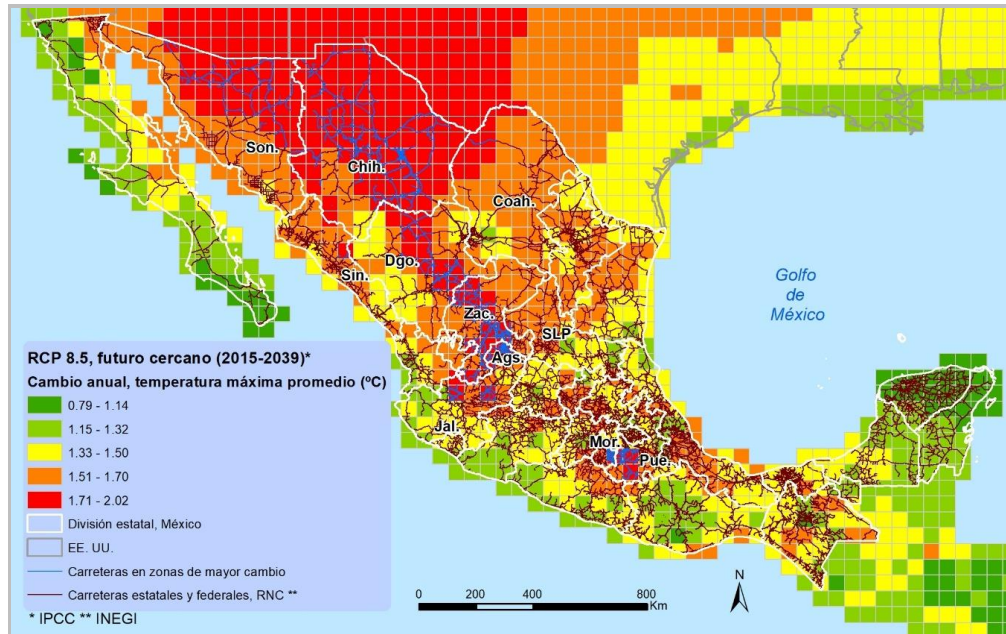 Son.
Chih.
Coah.
Dgo.
Sin.
Zac.
SLP
Ags.
Jal.
Mor.
Pue.
Golfo
de
México
RCP 8.5, futuro cercano (2015-2039)*
Cambio anual, temperatura máxima promedio (ºC)
0.79 - 1.14
1.15 - 1.32
1.33 - 1.50
1.51 - 1.70
1.71 - 2.02
División estatal, México
EE. UU.
Carreteras en zonas de mayor cambio
Carreteras estatales y federales, RNC **
* IPCC ** INEGI
0 200 400 800
Km
N